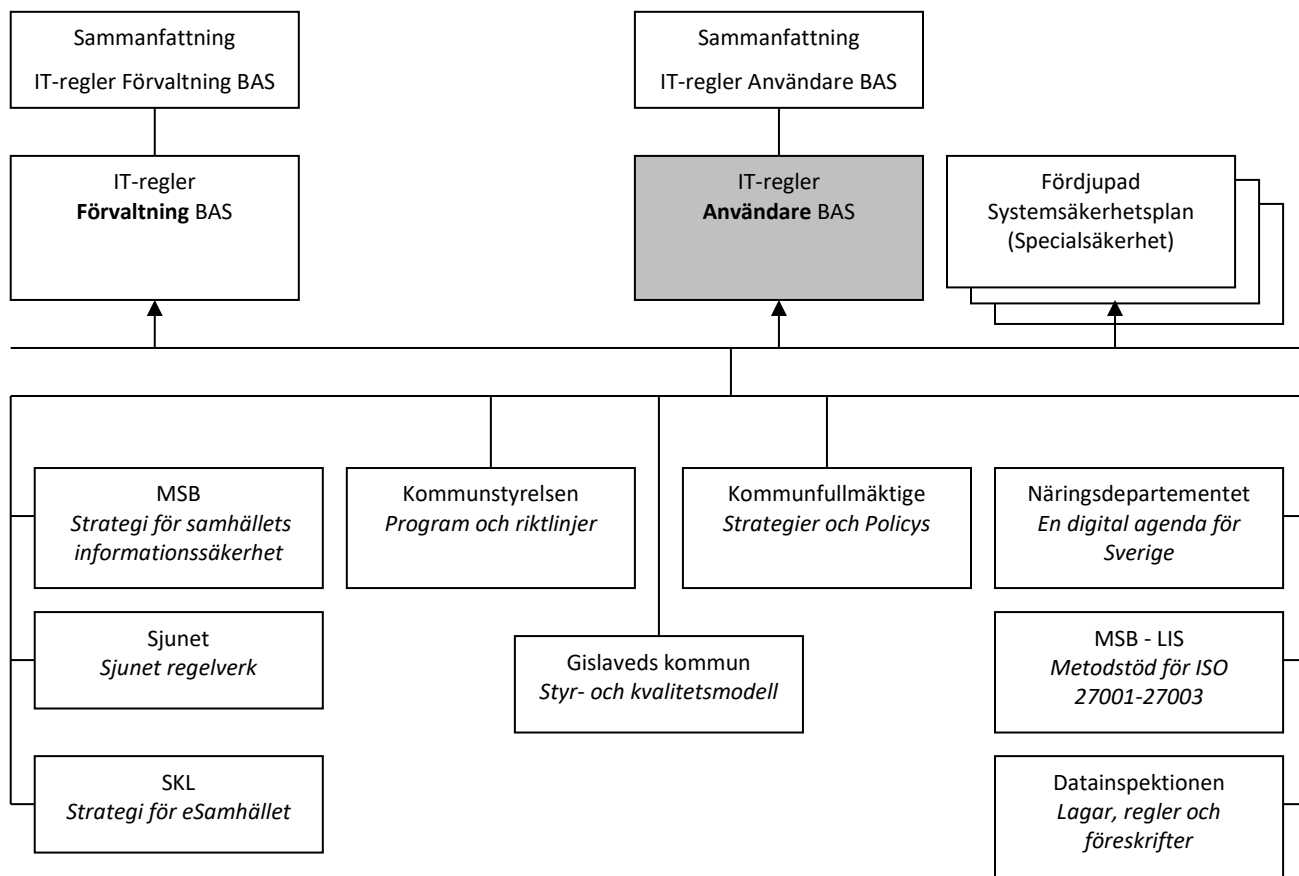 Sammanfattning
IT-regler Förvaltning BAS
Sammanfattning
IT-regler Användare BAS
IT-regler
Förvaltning BAS
IT-regler
Användare BAS
Fördjupad
Systemsäkerhetsplan
(Specialsäkerhet)
MSB
Strategi för samhällets
informationssäkerhet
Kommunstyrelsen
Program och riktlinjer
Kommunfullmäktige
Strategier och Policys
Näringsdepartementet
En digital agenda för
Sverige
Sjunet
Sjunet regelverk
Gislaveds kommun
Styr- och kvalitetsmodell
MSB - LIS
Metodstöd för ISO
27001-27003
SKL
Strategi för eSamhället
Datainspektionen
Lagar, regler och
föreskrifter